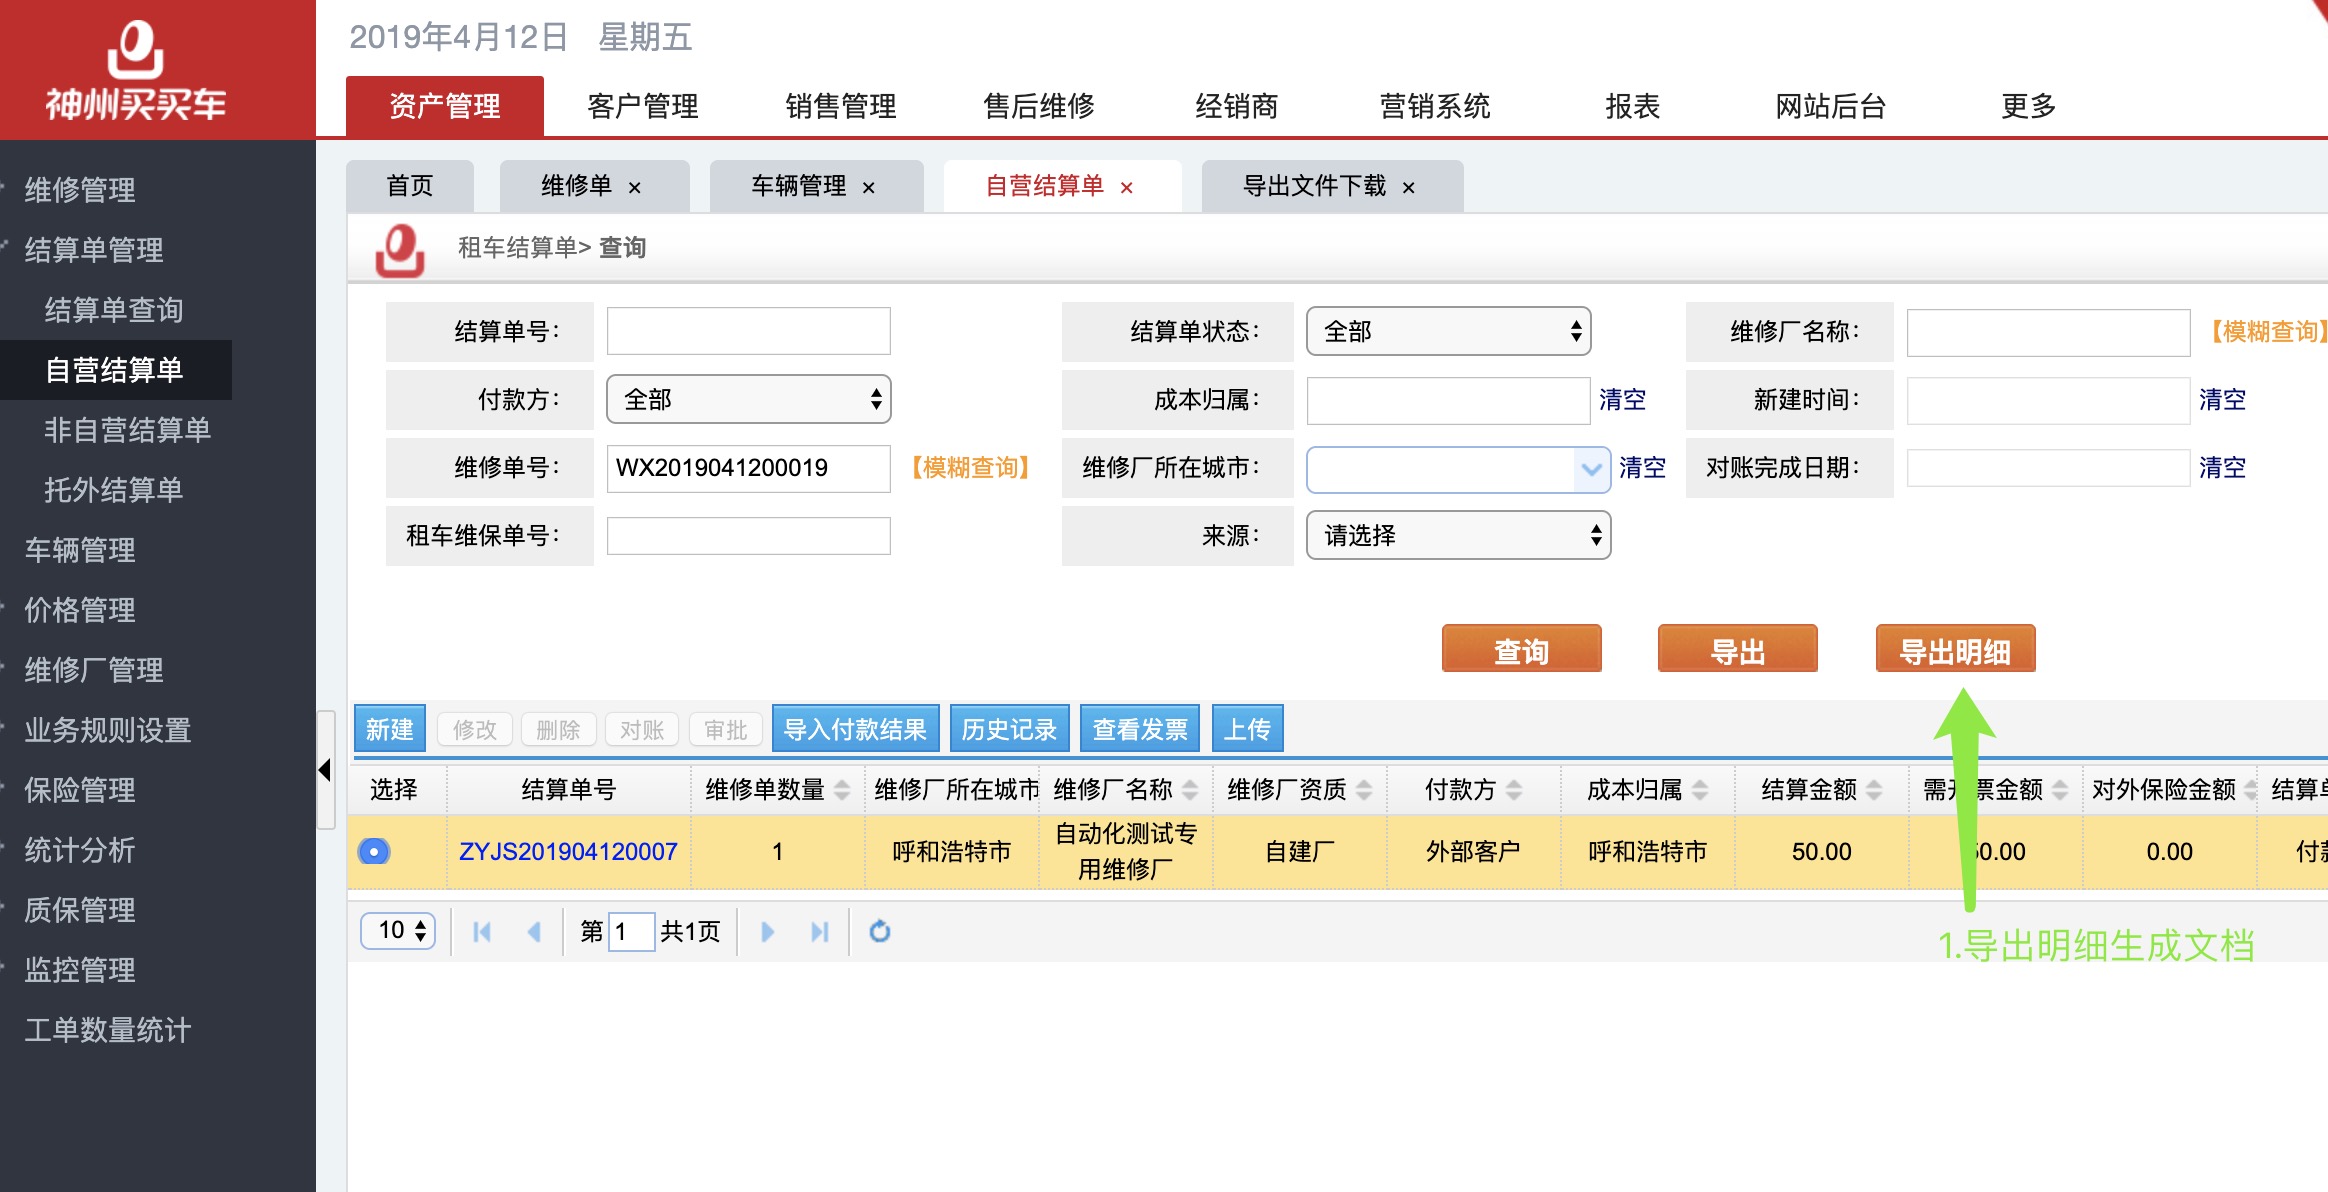 神州买买车
2019年4月12日 星期五
资产管理 客户管理 销售管理 售后维修 经销商 营销系统 报表 网站后台 更多
维修管理
结算单管理
结算单查询
自营结算单
非自营结算单
托外结算单
车辆管理
价格管理
维修厂管理
业务规则设置
保险管理
统计分析
质保管理
监控管理
工单数量统计
首页 维修单 × 车辆管理 × 自营结算单 × 导出文件下载 ×
租车结算单> 查询
结算单号: 结算单状态: 全部 维修厂名称: 【模糊查询】
付款方: 全部 成本归属: 清空 新建时间: 清空
维修单号: WX2019041200019 【模糊查询】 维修厂所在城市: 清空 对账完成日期: 清空
租车维保单号: 来源: 请选择
查询 导出 导出明细
新建 修改 删除 对账 审批 导入付款结果 历史记录 查看发票 上传
选择 结算单号 维修单数量 维修厂所在城市 维修厂名称 维修厂资质 付款方 成本归属 结算金额 需 票金额 对外保险金额 结算
ZYJS201904120007 1 呼和浩特市 自动化测试专 自建厂 外部客户 呼和浩特市 50.00 0.00 0.00 付
用维修厂
10 第 1 共1页
1.导出明细生成文档